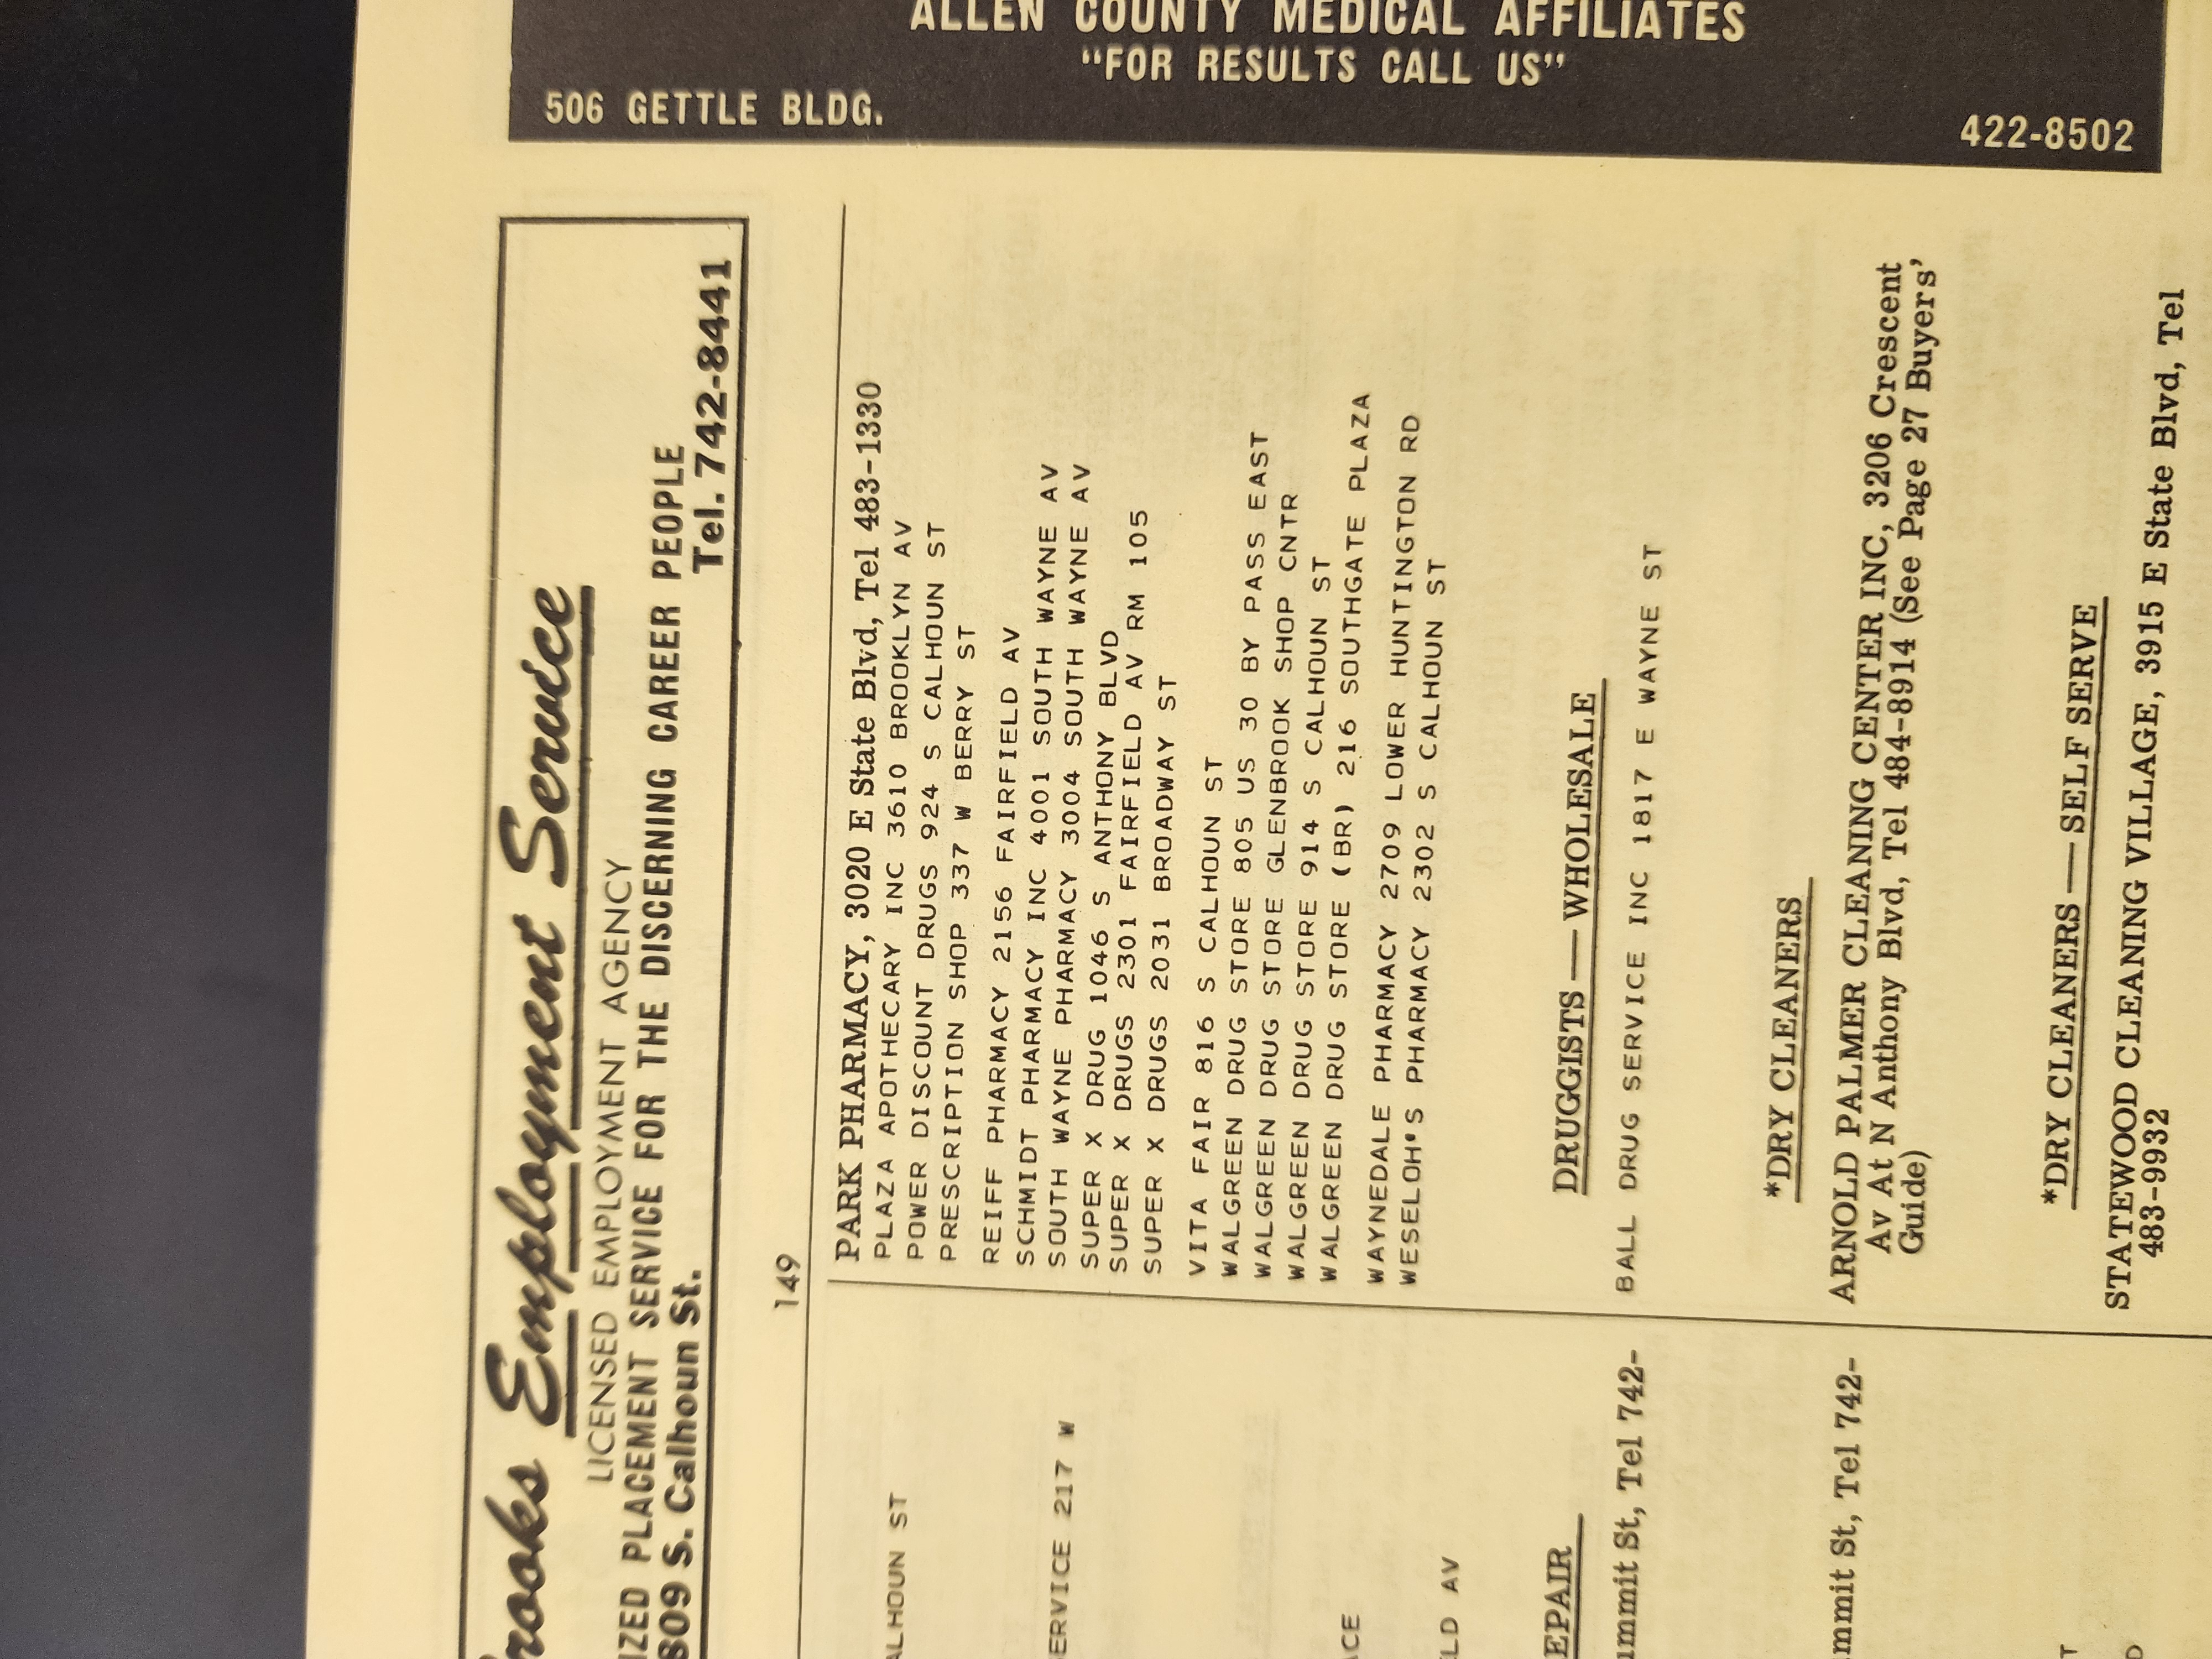 ALLEN COUNTY MEDICAL AFFILIATES
"FOR RESULTS CALL US"
506 GETTLE BLDG.
422-8502
Employment Service
LICENSED EMPLOYMENT AGENCY
PLACEMENT SERVICE FOR THE DISCERNING CAREER PEOPLE
809 S. Calhoun St.
Tel. 742-8441
149
ST
SERVICE 217 W
AV
St, Tel 742-
St, Tel 742-
PARK PHARMACY, 3020 E State Blvd, Tel 483-1330
PLAZA APOTHECARY INC 3610 BROOKLYN AV
POWER DISCOUNT DRUGS 924 S CALHOUN ST
PRESCRIPTION SHOP 337 W BERRY ST
REIFF PHARMACY 2156 FAIRFIELD AV
SCHMIDT PHARMACY INC 4001 SOUTH WAYNE AV
SOUTH WAYNE PHARMACY 3004 SOUTH WAYNE AV
SUPER X DRUG 1046 S ANTHONY BLVD
SUPER X DRUGS 2301 FAIRFIELD AV RM 105
SUPER X DRUGS 2031 BROADWAY ST
VITA FAIR 816 S CALHOUN ST
WALGREEN DRUG STORE 805 US 30 BY PASS EAST
WALGREEN DRUG STORE GLENBROOK SHOP CNTR
WALGREEN DRUG STORE 914 S CALHOUN ST
WALGREEN DRUG STORE (BR) 216 SOUTHGATE PLAZA
WAYNEDALE PHARMACY 2709 LOWER HUNTINGTON RD
WESELOH'S PHARMACY 2302 S CALHOUN ST
DRUGGISTS — WHOLESALE
BALL DRUG SERVICE INC 1817 E WAYNE ST
*DRY CLEANERS
ARNOLD PALMER CLEANING CENTER INC, 3206 Crescent
Av At N Anthony Blvd, Tel 484-8914 (See Page 27 Buyers'
Guide)
*DRY CLEANERS — SELF SERVE
STATEWOOD CLEANING VILLAGE, 3915 E State Blvd, Tel
483-9932